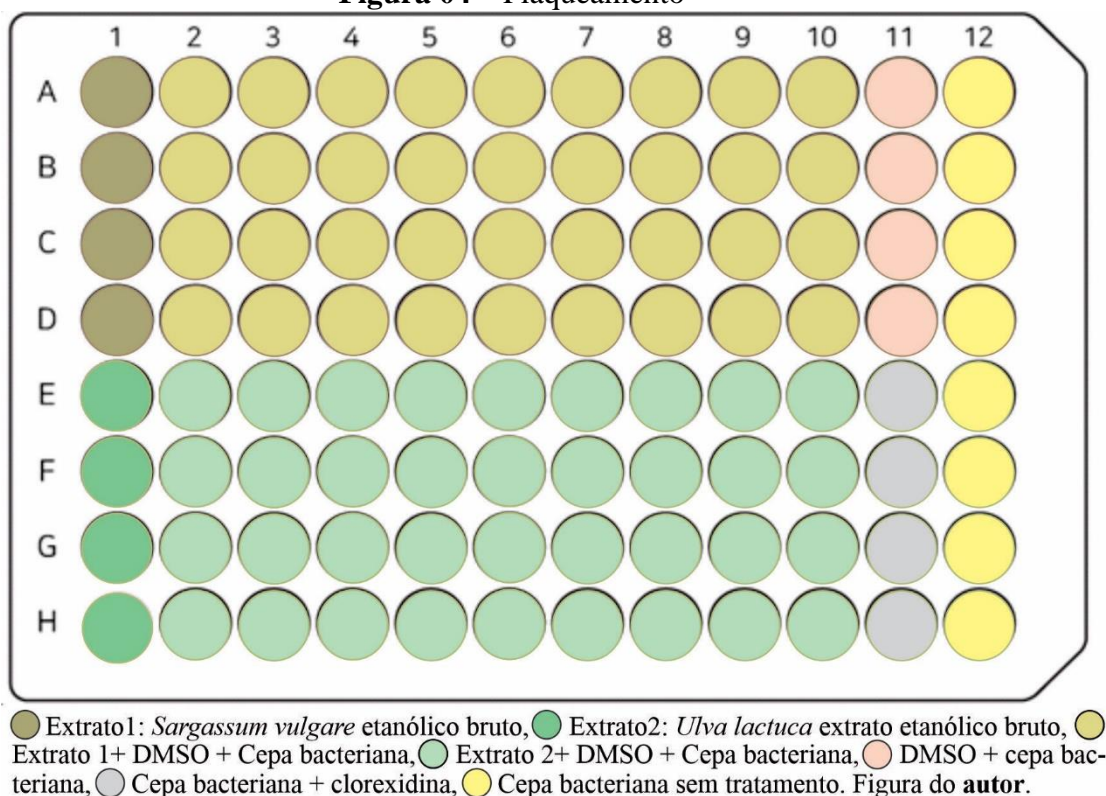 Figura 04 – Plaqueamento
1 2 3 4 5 6 7 8 9 10 11 12
A
B
C
D
E
F
G
H
Extrato1: Sargassum vulgare etanólico bruto, Extrato2: Ulva lactuca extrato etanólico bruto,
Extrato 1+ DMSO + Cepa bacteriana, Extrato 2+ DMSO + Cepa bacteriana, DMSO + cepa bac-
teriana, Cepa bacteriana + clorexidina, Cepa bacteriana sem tratamento. Figura do autor.